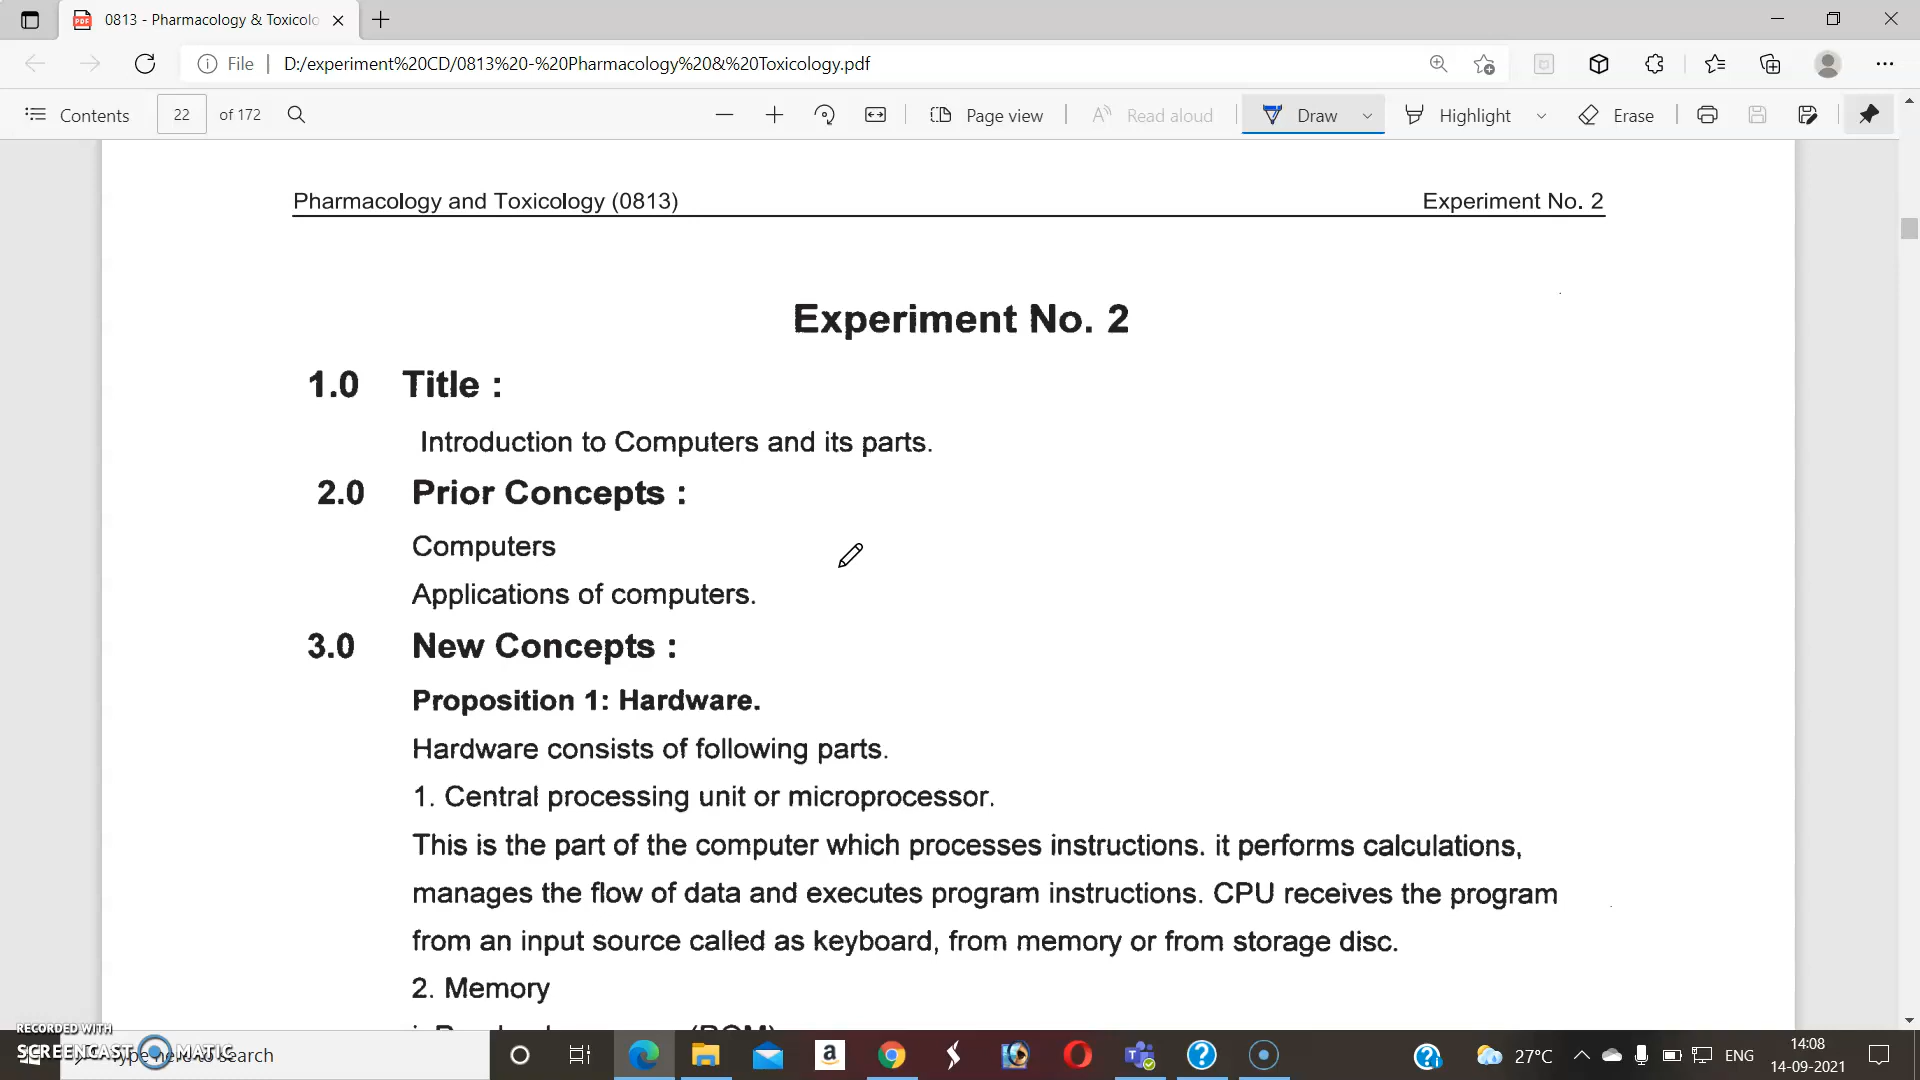 0813 - Pharmacology & Toxicolo
File
D:/experiment%20CD/0813%20-%20Pharmacology%20&%20Toxicology.pdf
Contents 22 of 172 Page view Read aloud Draw Highlight Erase
Pharmacology and Toxicology (0813) Experiment No. 2
Experiment No. 2
1.0 Title :
Introduction to Computers and its parts.
2.0 Prior Concepts :
Computers
Applications of computers.
3.0 New Concepts :
Proposition 1: Hardware.
Hardware consists of following parts.
1. Central processing unit or microprocessor.
This is the part of the computer which processes instructions. it performs calculations,
manages the flow of data and executes program instructions. CPU receives the program
from an input source called as keyboard, from memory or from storage disc.
2. Memory
(ROM)
RECORDED WITH
SCREENCAST MATIC
Type here to search
27°C ENG
14:08
14-09-2021